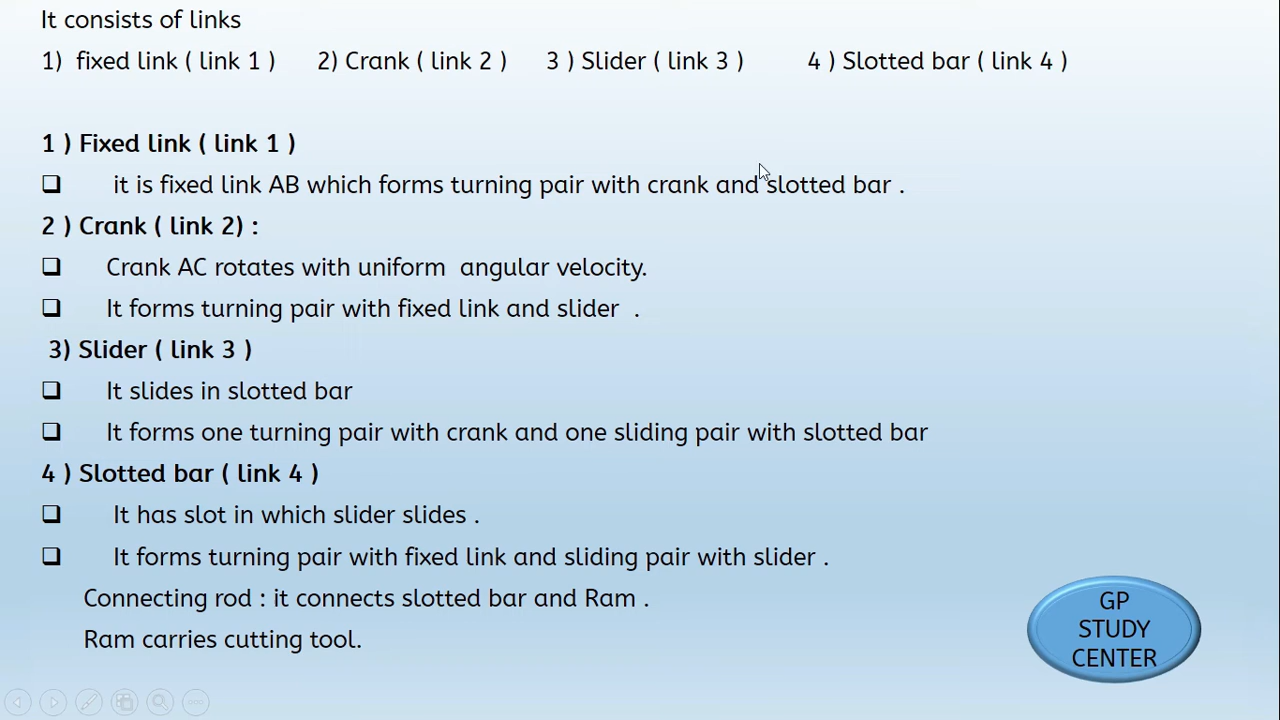 It consists of links
1) fixed link ( link 1 ) 2) Crank ( link 2 ) 3 ) Slider ( link 3 ) 4 ) Slotted bar ( link 4 )
1 ) Fixed link ( link 1 )
❑ it is fixed link AB which forms turning pair with crank and slotted bar .
2 ) Crank ( link 2) :
❑ Crank AC rotates with uniform angular velocity.
❑ It forms turning pair with fixed link and slider .
3) Slider ( link 3 )
❑ It slides in slotted bar
❑ It forms one turning pair with crank and one sliding pair with slotted bar
4 ) Slotted bar ( link 4 )
❑ It has slot in which slider slides .
❑ It forms turning pair with fixed link and sliding pair with slider .
Connecting rod : it connects slotted bar and Ram .
Ram carries cutting tool.
GP
STUDY
CENTER